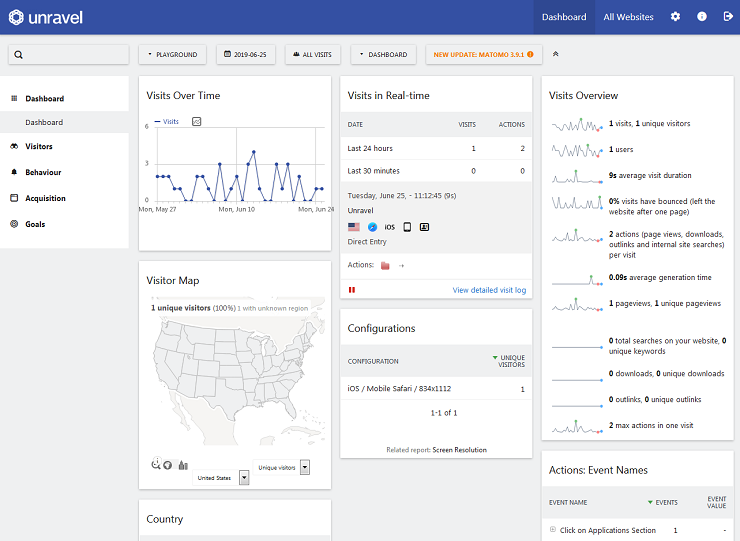 unravel
Dashboard
All Websites
PLAYGROUND
2019-06-25
ALL VISITS
DASHBOARD
NEW UPDATE: MATOMO 3.9.1
Dashboard
Dashboard
Visitors
Behaviour
Acquisition
Goals
Visits Over Time
Visits
6
3
0
Mon, May 27
Mon, Jun 10
Mon, Jun 24
Visitor Map
1 unique visitors (100%) 1 with unknown region
Unique visitors
United States
Country
Visits in Real-time
DATE VISITS ACTIONS
Last 24 hours 1 2
Last 30 minutes 0 0
Tuesday, June 25, - 11:12:45 (9s)
Unravel
iOS
Direct Entry
Actions:
View detailed visit log
Configurations
CONFIGURATION UNIQUE
VISITORS
iOS / Mobile Safari / 834x1112 1
1-1 of 1
Related report: Screen Resolution
Visits Overview
1 visits, 1 unique visitors
1 users
9s average visit duration
0% visits have bounced (left the
website after one page)
2 actions (page views, downloads,
outlinks and internal site searches)
per visit
0.09s average generation time
1 pageviews, 1 unique pageviews
0 total searches on your website, 0
unique keywords
0 downloads, 0 unique downloads
0 outlinks, 0 unique outlinks
2 max actions in one visit
Actions: Event Names
EVENT NAME EVENTS EVENT
VALUE
Click on Applications Section 1 -